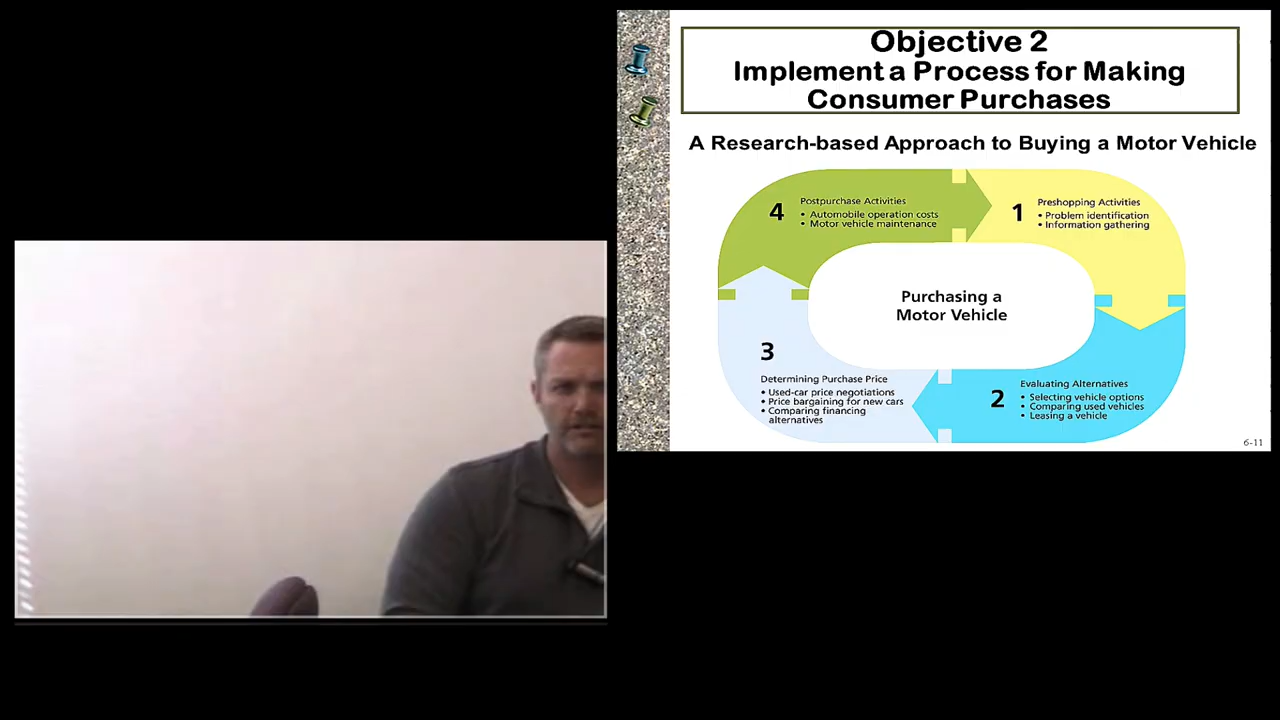 Objective 2
Implement a Process for Making
Consumer Purchases
A Research-based Approach to Buying a Motor Vehicle
4
Postpurchase Activities
• Automobile operation costs
• Motor vehicle maintenance
1
Preshopping Activities
• Problem identification
• Information gathering
Purchasing a
Motor Vehicle
3
Determining Purchase Price
• Used-car price negotiations
• Price bargaining for new cars
• Comparing financing
alternatives
2
Evaluating Alternatives
• Selecting vehicle options
• Comparing used vehicles
• Leasing a vehicle
6-11